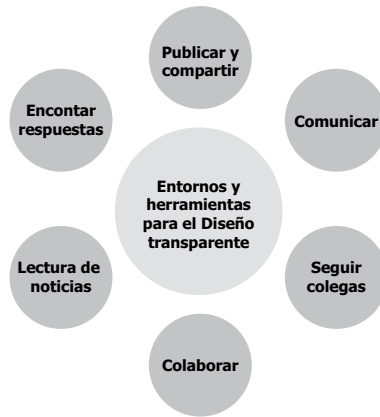 Publicar y
compartir
Comunicar
Seguir
colegas
Colaborar
Lectura de
noticias
Encontar
respuestas
Entornos y
herramientas
para el Diseño
transparente